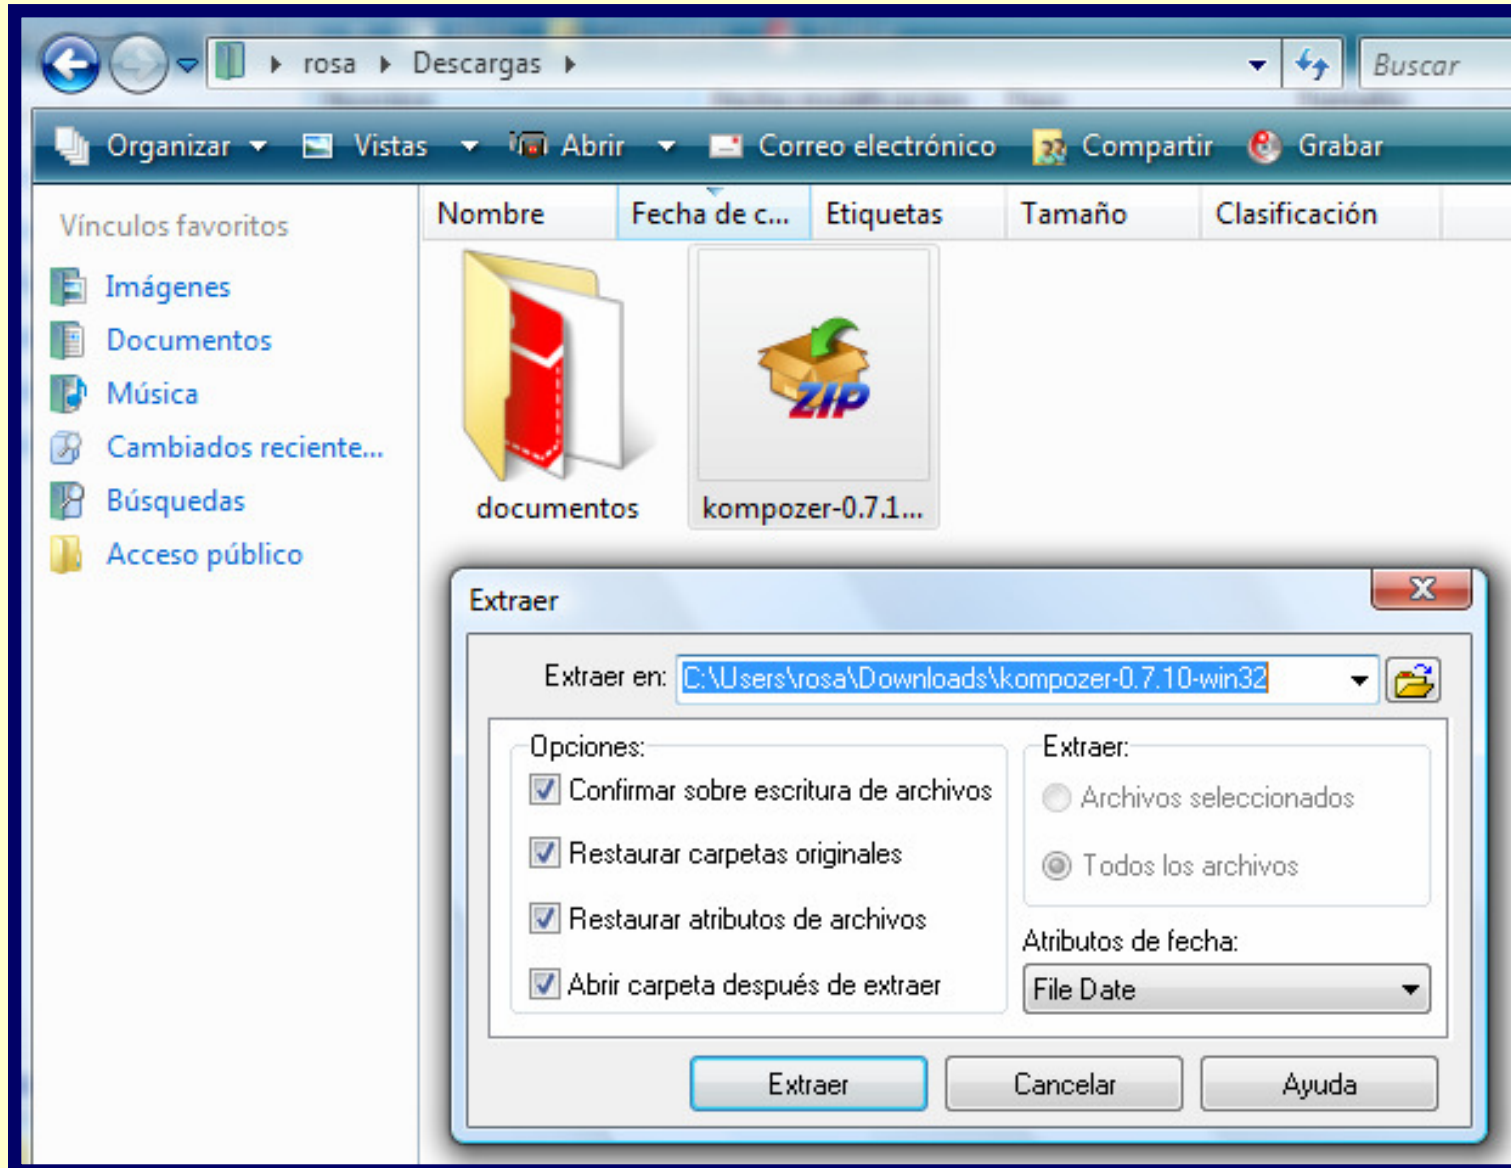 rosa Descargas
Buscar
Organizar Vistas Abrir Correo electrónico Compartir Grabar
Vínculos favoritos
Imágenes
Documentos
Música
Cambiados reciente...
Búsquedas
Acceso público
Nombre Fecha de c... Etiquetas Tamaño Clasificación
ZIP
documentos
kompozer-0.7.1...
Extraer
Extraer en: C:\Users\rosa\Downloads\kompozer-0.7.10-win32
Opciones:
Confirmar sobre escritura de archivos
Restaurar carpetas originales
Restaurar atributos de archivos
Abrir carpeta después de extraer
Extraer:
Archivos seleccionados
Todos los archivos
Atributos de fecha:
File Date
Extraer Cancelar Ayuda